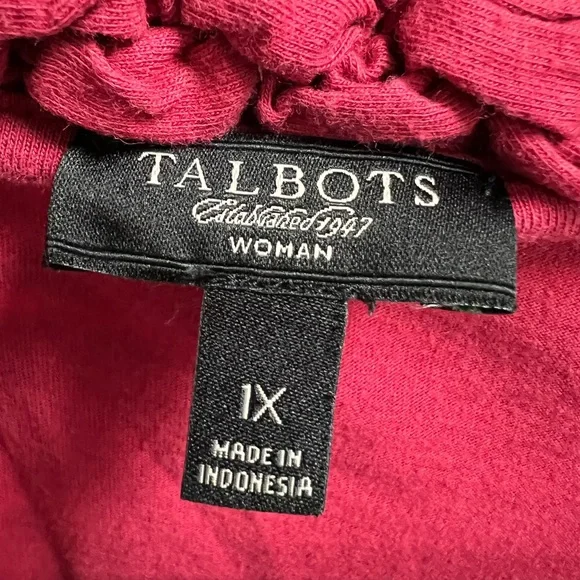 TALBOTS
Established 1947
WOMAN
1X
MADE IN
INDONESIA